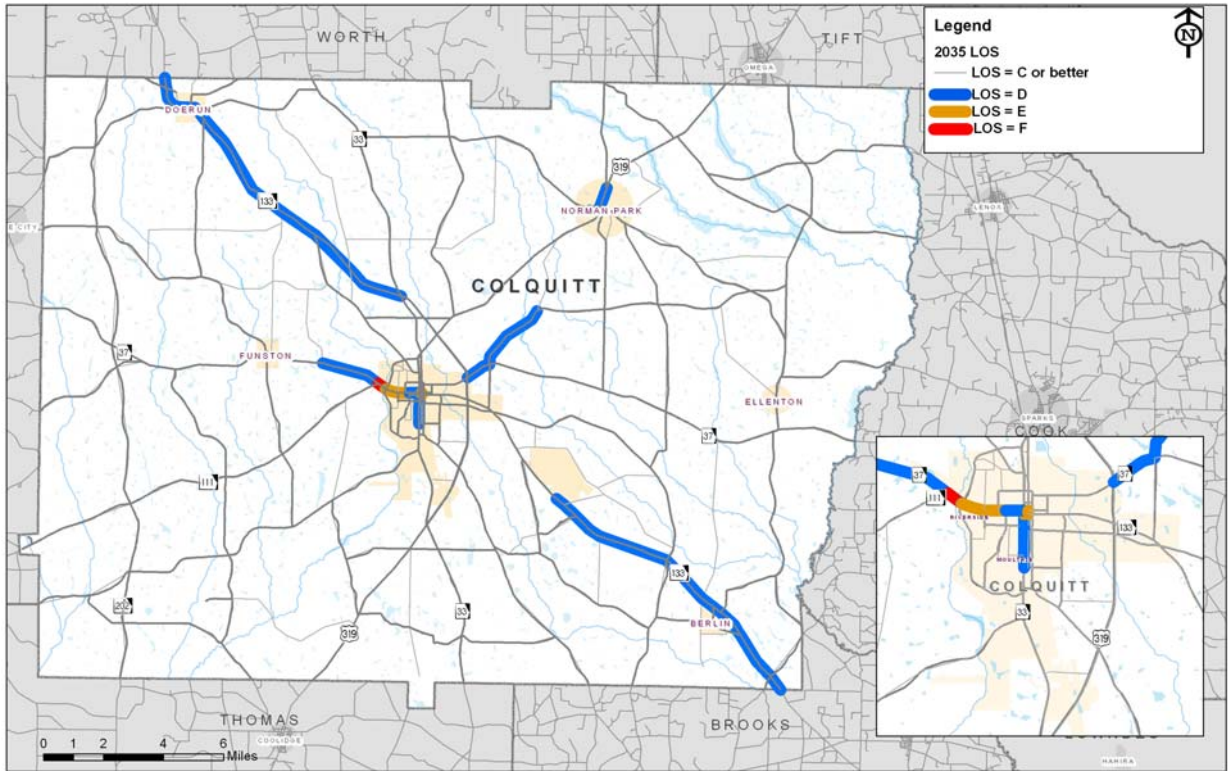 Legend
N
2035 LOS
LOS = C or better
LOS = D
LOS = E
LOS = F
WORTH
TIFT
OMEGA
DOERUN
33
319
133
NORMAN PARK
LENOX
E CITY
COLQUITT
37
FUNSTON
ELLENTON
SPARKS
COOK
37
111
133
202
319
33
BERLIN
THOMAS
COOLIDGE
BROOKS
HAHIRA
0 1 2 4 6
Miles
37
37
111
RIVERSIDE
133
MOULTRIE
COLQUITT
33
319